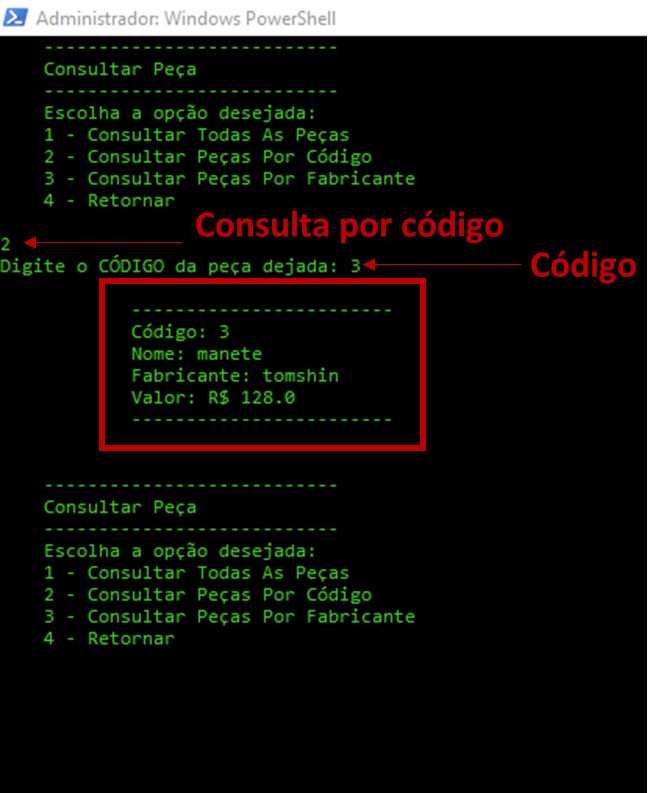 Administrador: Windows PowerShell
---------------------------
Consultar Peça
---------------------------
Escolha a opção desejada:
1 - Consultar Todas As Peças
2 - Consultar Peças Por Código
3 - Consultar Peças Por Fabricante
4 - Retornar
Consulta por código
2
Digite o CÓDIGO da peça dejada: 3
Código
------------------------
Código: 3
Nome: manete
Fabricante: tomshin
Valor: R$ 128.0
------------------------
---------------------------
Consultar Peça
---------------------------
Escolha a opção desejada:
1 - Consultar Todas As Peças
2 - Consultar Peças Por Código
3 - Consultar Peças Por Fabricante
4 - Retornar